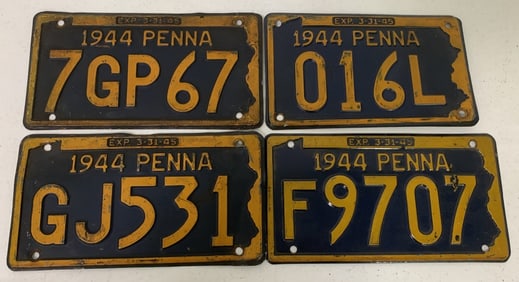 EXP. 3-31-45
1944 PENNA
7GP67
EXP. 3-31-45
1944 PENNA
016L
EXP. 3-31-45
1944 PENNA
GJ531
EXP. 3-31-45
1944 PENNA
F9707